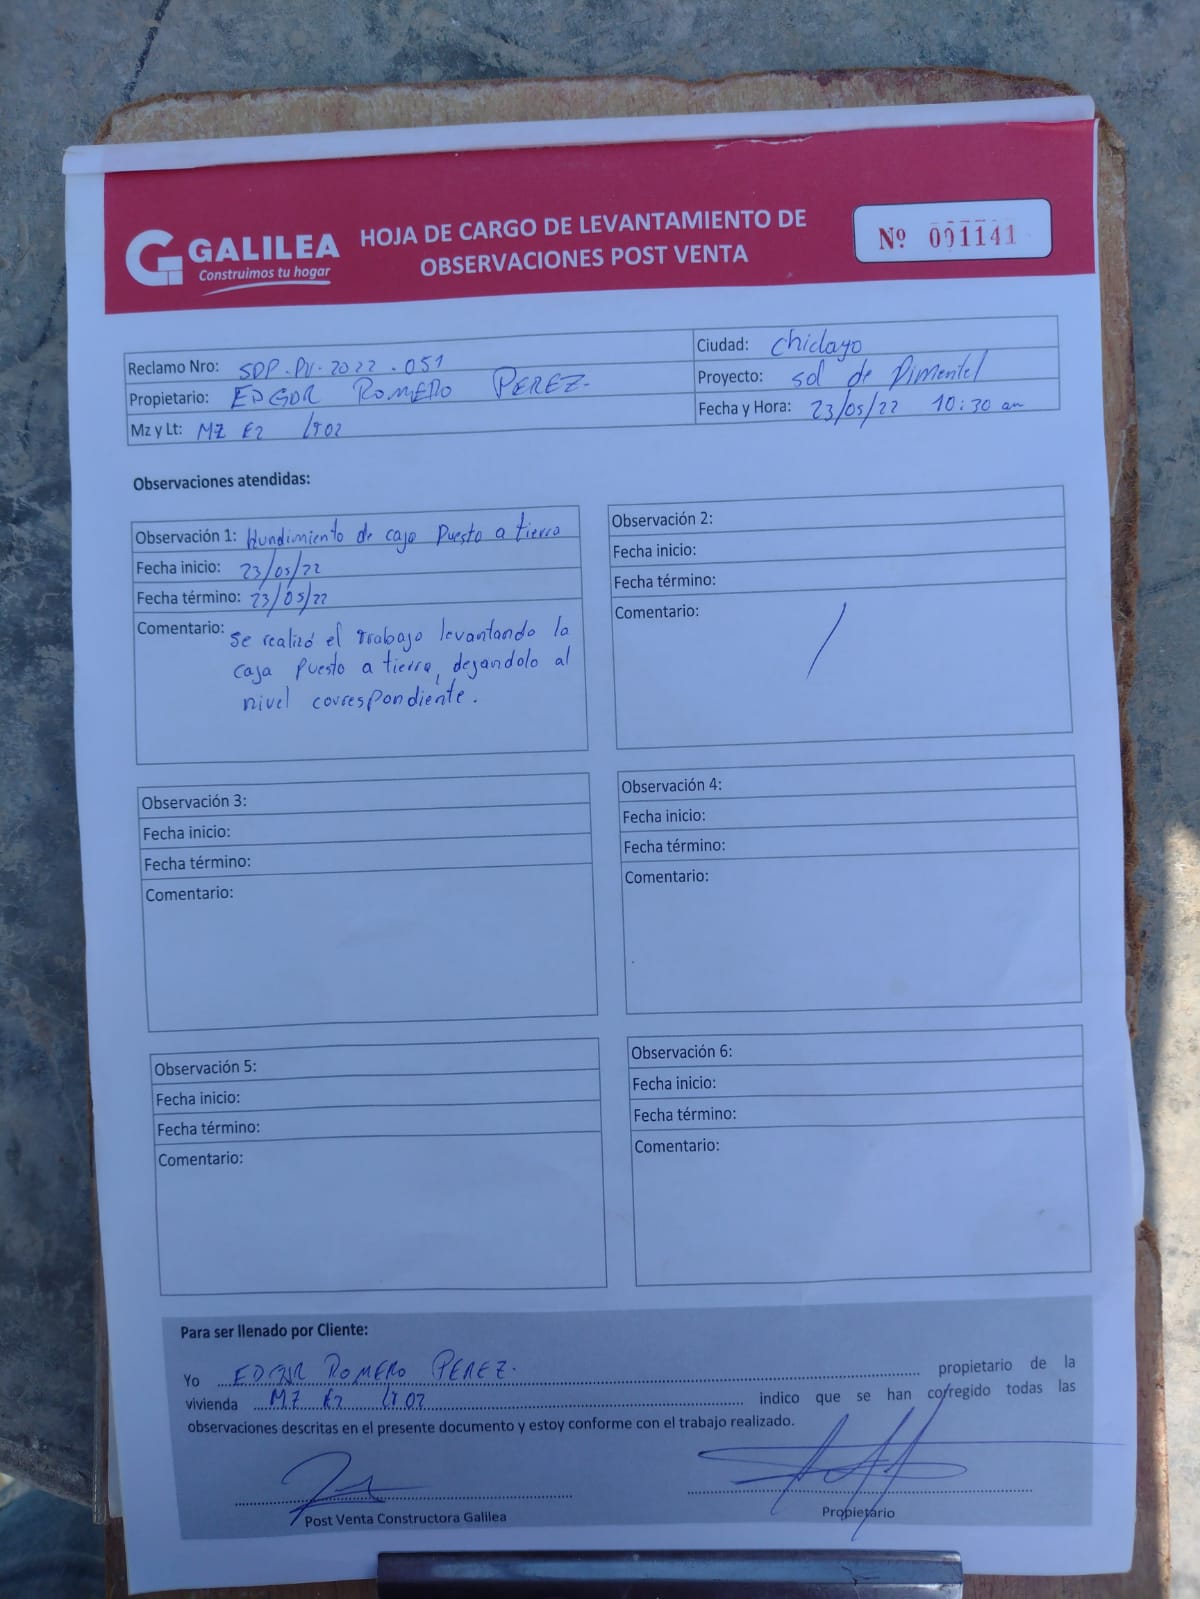 GALILEA
Construimos tu hogar
HOJA DE CARGO DE LEVANTAMIENTO DE
OBSERVACIONES POST VENTA
Nº 001141
Reclamo Nro: SDP.PV.2022.051
Propietario: EDGAR ROMERO PEREZ.
Mz y Lt: MZ E2 LT02
Ciudad: Chiclayo
Proyecto: Sol de Pimentel
Fecha y Hora: 23/05/22 10:30 am
Observaciones atendidas:
Observación 1: Hundimiento de caja Puesto a tierra
Fecha inicio: 23/05/22
Fecha término: 23/05/22
Comentario: Se realizó el trabajo levantando la
caja Puesto a tierra, dejandolo al
nivel correspondiente.
Observación 2:
Fecha inicio:
Fecha término:
Comentario:
Observación 3:
Fecha inicio:
Fecha término:
Comentario:
Observación 4:
Fecha inicio:
Fecha término:
Comentario:
Observación 5:
Fecha inicio:
Fecha término:
Comentario:
Observación 6:
Fecha inicio:
Fecha término:
Comentario:
Para ser llenado por Cliente:
Yo EDGAR ROMERO PEREZ. propietario de la
vivienda MZ E2 LT02 indico que se han corregido todas las
observaciones descritas en el presente documento y estoy conforme con el trabajo realizado.
Post Venta Constructora Galilea
Propietario